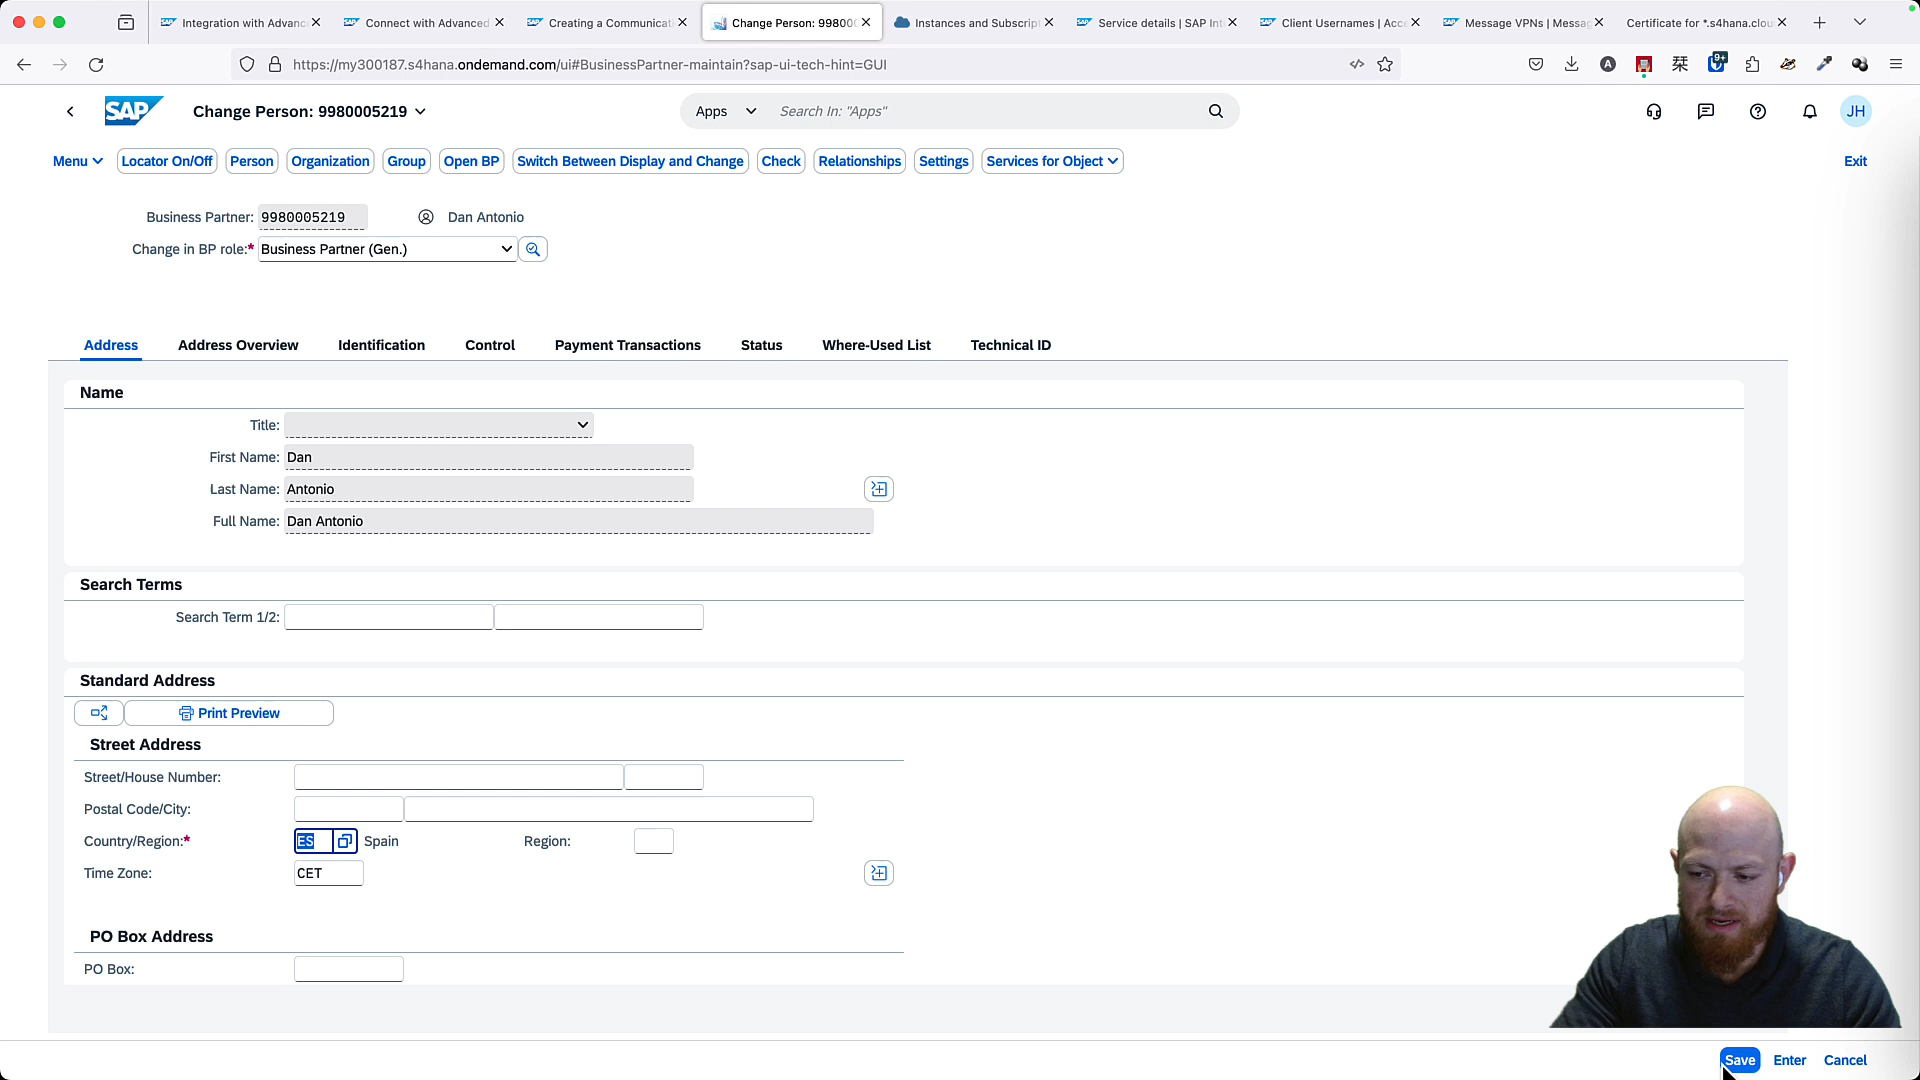 Integration with Advanc
Connect with Advanced
Creating a Communicati
Change Person: 99800
Instances and Subscript
Service details | SAP Int
Client Usernames | Acce
Message VPNs | Messag
Certificate for *.s4hana.clou
https://my300187.s4hana.ondemand.com/ui#BusinessPartner-maintain?sap-ui-tech-hint=GUI
A
9+
SAP
Change Person: 9980005219
Apps
Search In: "Apps"
JH
Menu
Locator On/Off
Person
Organization
Group
Open BP
Switch Between Display and Change
Check
Relationships
Settings
Services for Object
Exit
Business Partner: 9980005219 Dan Antonio
Change in BP role:* Business Partner (Gen.)
Address
Address Overview
Identification
Control
Payment Transactions
Status
Where-Used List
Technical ID
Name
Title:
First Name: Dan
Last Name: Antonio
Full Name: Dan Antonio
Search Terms
Search Term 1/2:
Standard Address
Print Preview
Street Address
Street/House Number:
Postal Code/City:
Country/Region:* ES Spain Region:
Time Zone: CET
PO Box Address
PO Box:
Save
Enter
Cancel